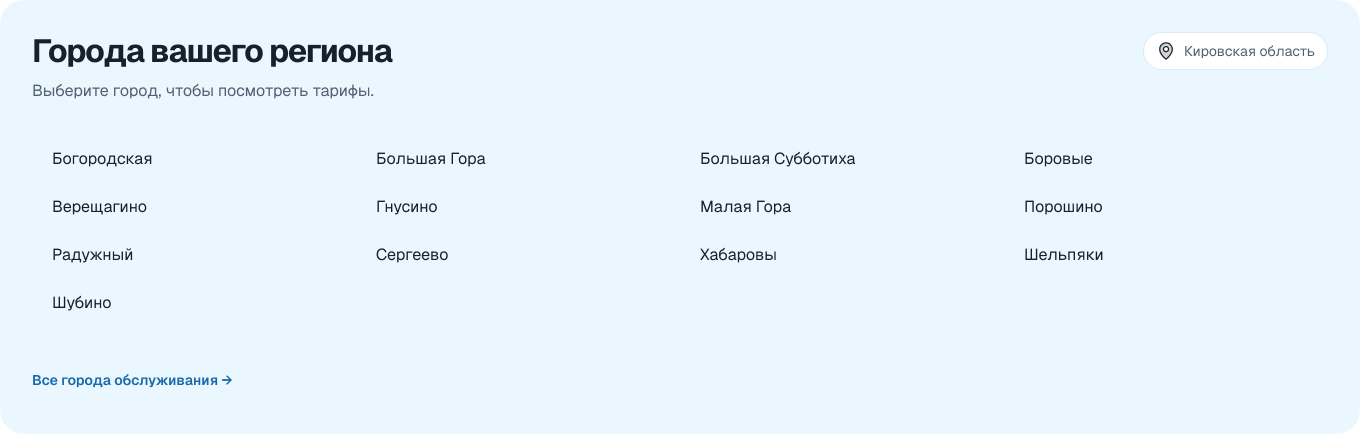 Города вашего региона
Кировская область
Выберите город, чтобы посмотреть тарифы.
Богородская
Большая Гора
Большая Субботиха
Боровые
Верещагино
Гнусино
Малая Гора
Порошино
Радужный
Сергеево
Хабаровы
Шельпяки
Шубино
Все города обслуживания →